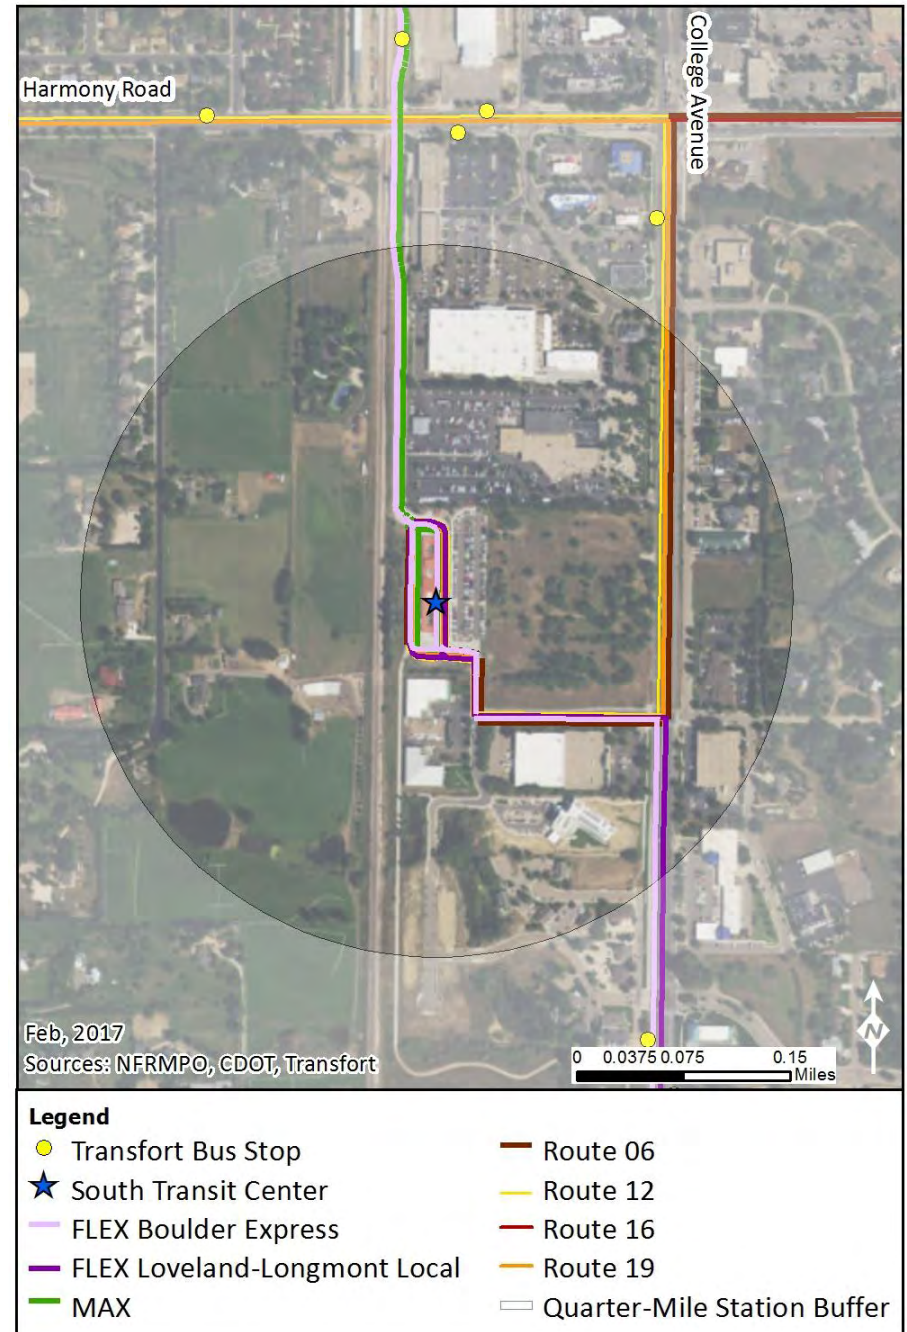 Harmony Road
College Avenue
Feb, 2017
Sources: NFRMPO, CDOT, Transfort
0 0.0375 0.075 0.15
Miles
N
Legend
Transfort Bus Stop
South Transit Center
FLEX Boulder Express
FLEX Loveland-Longmont Local
MAX
Route 06
Route 12
Route 16
Route 19
Quarter-Mile Station Buffer